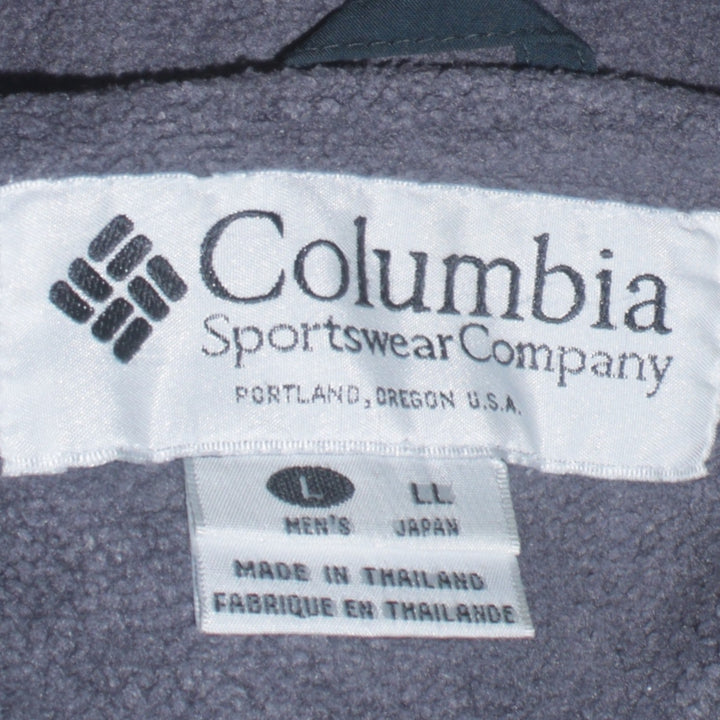 Columbia
Sportswear Company
PORTLAND, OREGON U.S.A.
L LL
MEN'S JAPAN
MADE IN THAILAND
FABRIQUE EN THAILANDE